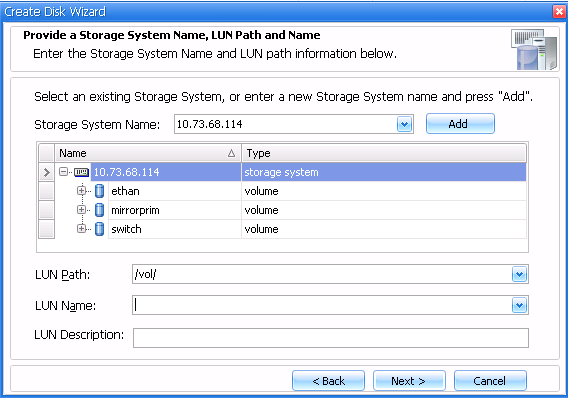 Create Disk Wizard
Provide a Storage System Name, LUN Path and Name
Enter the Storage System Name and LUN path information below.
Select an existing Storage System, or enter a new Storage System name and press "Add".
Storage System Name: 10.73.68.114 Add
Name Type
10.73.68.114 storage system
ethan volume
mirrorprim volume
switch volume
LUN Path: /vol/
LUN Name:
LUN Description:
< Back Next > Cancel